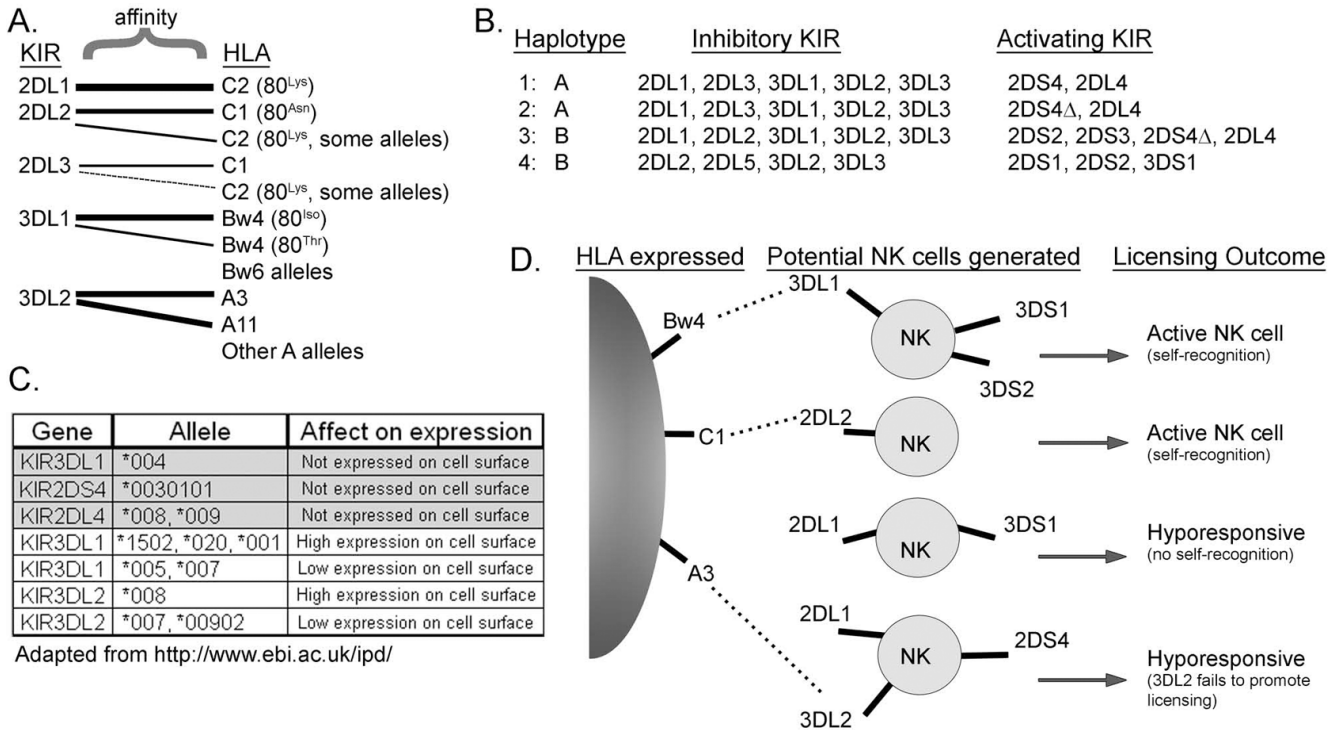 A.
affinity
KIR HLA
2DL1 C2 (80Lys)
2DL2 C1 (80Asn)
C2 (80Lys, some alleles)
2DL3 C1
C2 (80Lys, some alleles)
3DL1 Bw4 (80Iso)
Bw4 (80Thr)
Bw6 alleles
3DL2 A3
A11
Other A alleles
B.
Haplotype Inhibitory KIR Activating KIR
1: A 2DL1, 2DL3, 3DL1, 3DL2, 3DL3 2DS4, 2DL4
2: A 2DL1, 2DL3, 3DL1, 3DL2, 3DL3 2DS4Δ, 2DL4
3: B 2DL1, 2DL2, 3DL1, 3DL2, 3DL3 2DS2, 2DS3, 2DS4Δ, 2DL4
4: B 2DL2, 2DL5, 3DL2, 3DL3 2DS1, 2DS2, 3DS1
C.
Gene Allele Affect on expression
KIR3DL1 *004 Not expressed on cell surface
KIR2DS4 *0030101 Not expressed on cell surface
KIR2DL4 *008, *009 Not expressed on cell surface
KIR3DL1 *1502, *020, *001 High expression on cell surface
KIR3DL1 *005, *007 Low expression on cell surface
KIR3DL2 *008 High expression on cell surface
KIR3DL2 *007, *00902 Low expression on cell surface
Adapted from http://www.ebi.ac.uk/ipd/
D.
HLA expressed Potential NK cells generated Licensing Outcome
Bw4 3DL1 NK 3DS1
3DS2
Active NK cell
(self-recognition)
C1 2DL2 NK
Active NK cell
(self-recognition)
2DL1 NK 3DS1
Hyporesponsive
(no self-recognition)
A3 2DL1 NK 2DS4
3DL2
Hyporesponsive
(3DL2 fails to promote
licensing)